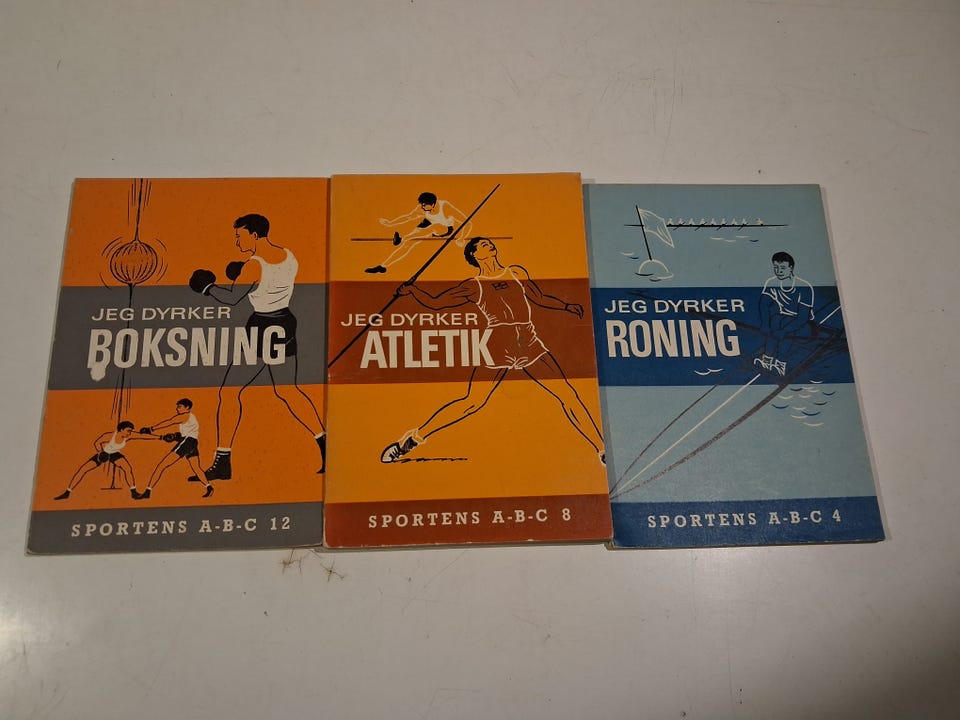 JEG DYRKER
BOKSNING
SPORTENS A-B-C 12
JEG DYRKER
ATLETIK
SPORTENS A-B-C 8
JEG DYRKER
RONING
SPORTENS A-B-C 4